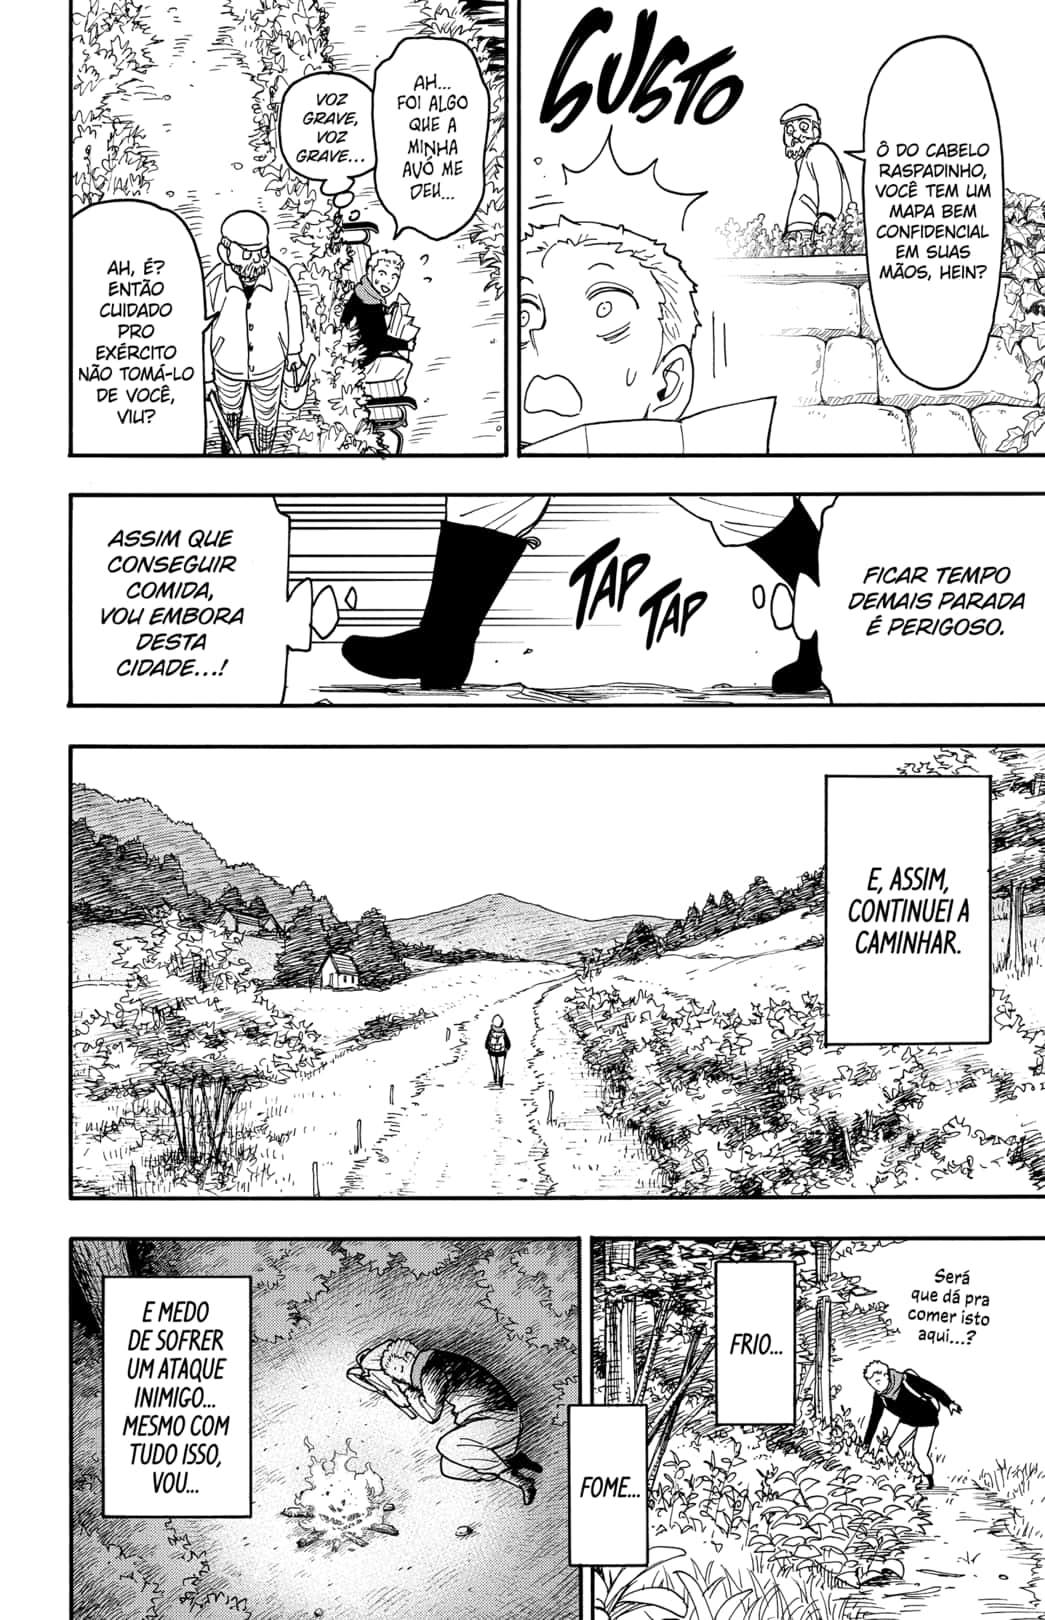 Ô DO CABELO
RASPADINHO,
VOCÊ TEM UM
MAPA BEM
CONFIDENCIAL
EM SUAS
MÃOS, HEIN?
SUSTO
AH...
FOI ALGO
QUE A
MINHA
AVÓ ME
DEU...
VOZ
GRAVE,
VOZ
GRAVE...
AH, É?
ENTÃO
CUIDADO
PRO
EXÉRCITO
NÃO TOMÁ-LO
DE VOCÊ,
VIU?
FICAR TEMPO
DEMAIS PARADA
É PERIGOSO.
TAP
TAP
ASSIM QUE
CONSEGUIR
COMIDA,
VOU EMBORA
DESTA
CIDADE...!
E, ASSIM,
CONTINUEI A
CAMINHAR.
Será
que dá pra
comer isto
aqui...?
FRIO...
FOME...
E MEDO
DE SOFRER
UM ATAQUE
INIMIGO...
MESMO COM
TUDO ISSO,
VOU...